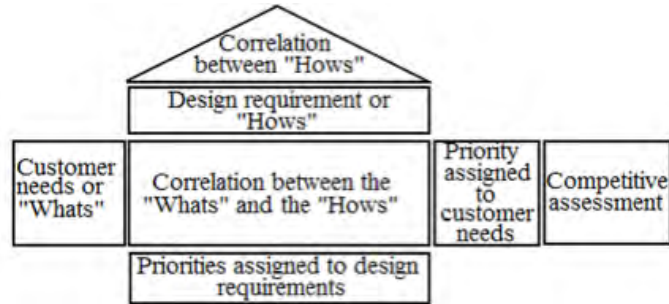 Correlation
between "Hows"
Design requirement or
"Hows"
Customer
needs or
"Whats"
Correlation between the
"Whats" and the "Hows"
Priority
assigned
to
customer
needs
Competitive
assessment
Priorities assigned to design
requirements